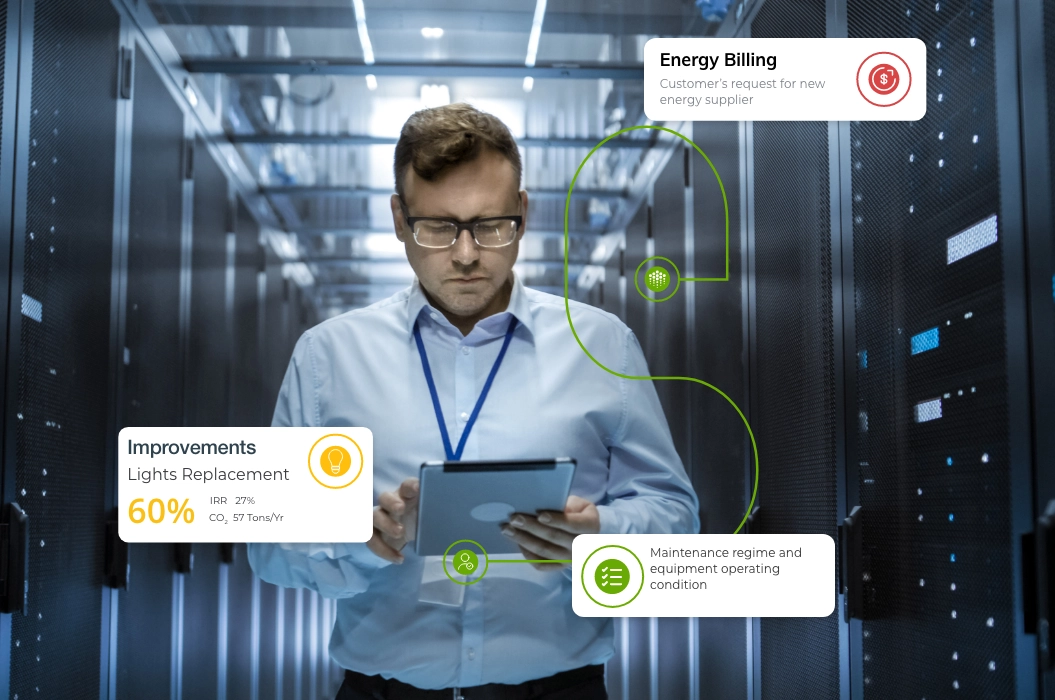 Energy Billing
Customer's request for new
energy supplier
$
Improvements
Lights Replacement
60%
IRR 27%
CO₂ 57 Tons/Yr
Maintenance regime and
equipment operating
condition